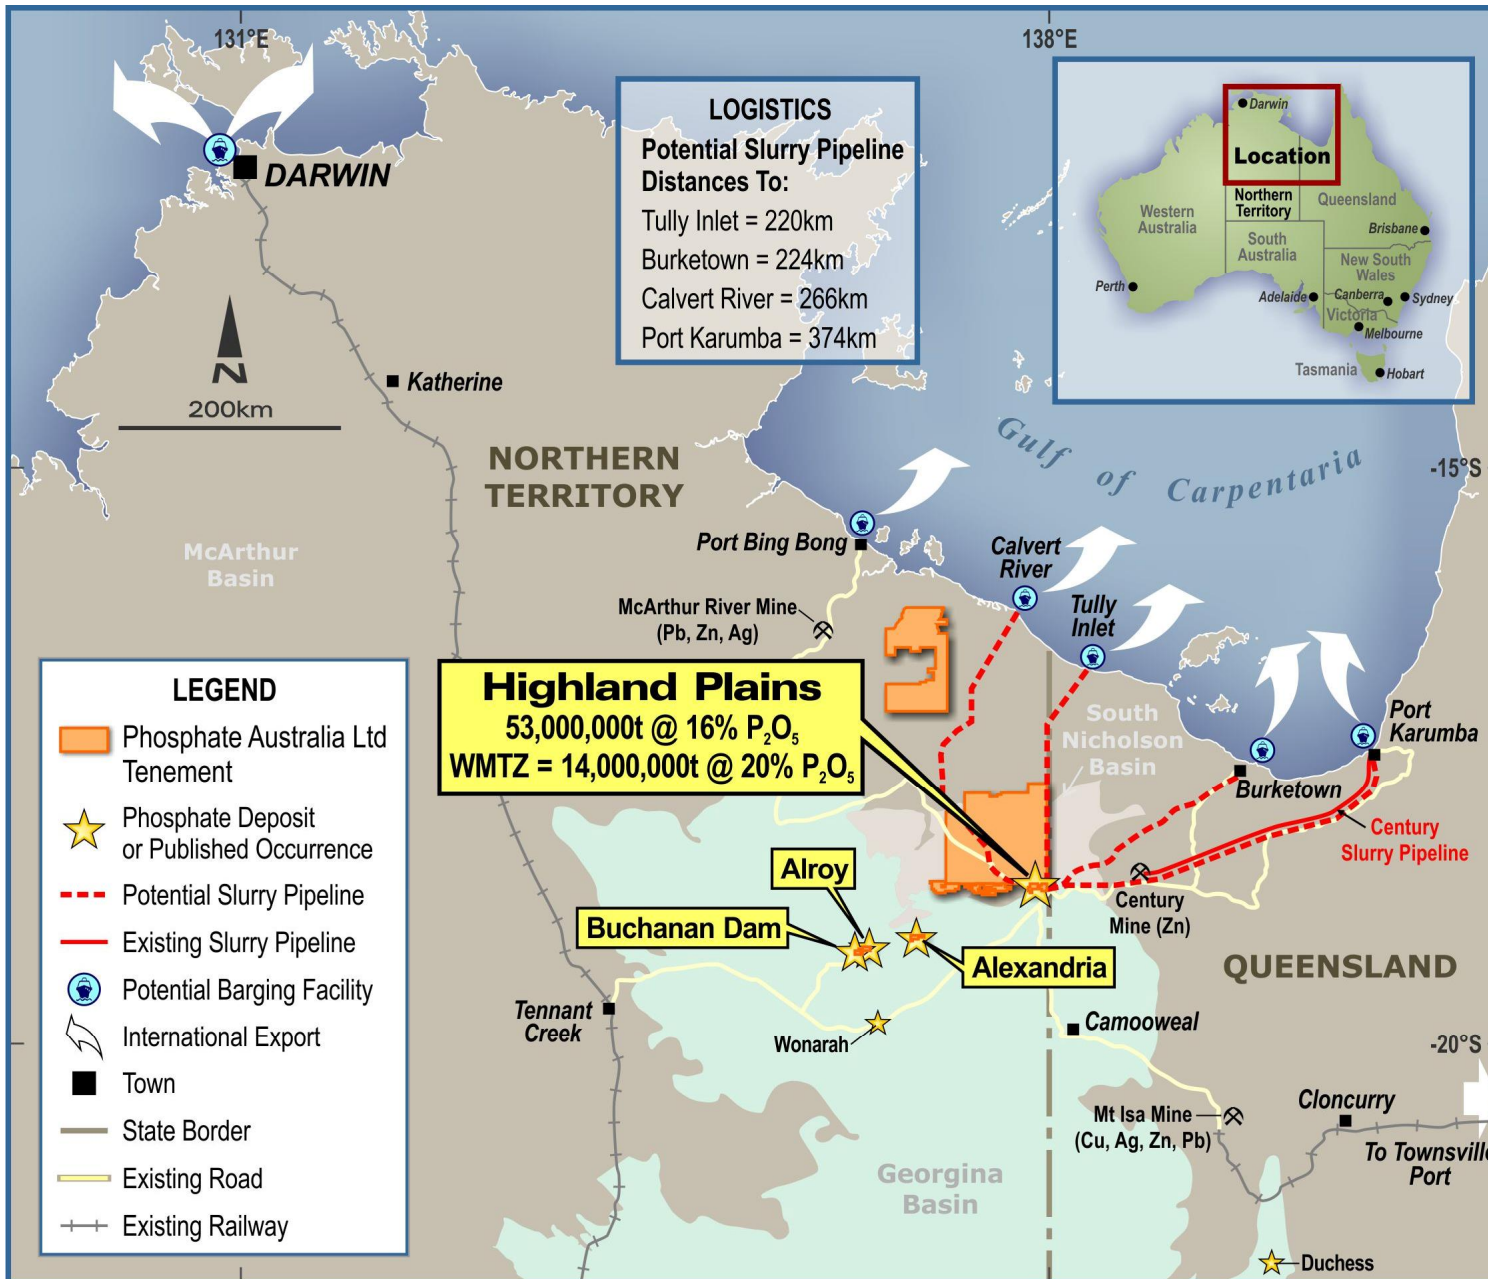 131°E
138°E
DARWIN
LOGISTICS
Potential Slurry Pipeline
Distances To:
Tully Inlet = 220km
Burketown = 224km
Calvert River = 266km
Port Karumba = 374km
Darwin
Location
Northern
Territory
Western
Australia
Queensland
South
Australia
Brisbane
New South
Wales
Perth
Adelaide
Canberra
Sydney
Victoria
Melbourne
Tasmania
Hobart
N
200km
Katherine
NORTHERN
TERRITORY
Gulf of Carpentaria
-15°S
McArthur
Basin
Port Bing Bong
Calvert
River
Tully
Inlet
McArthur River Mine
(Pb, Zn, Ag)
Highland Plains
53,000,000t @ 16% P₂O₅
WMTZ = 14,000,000t @ 20% P₂O₅
South
Nicholson
Basin
Port
Karumba
Burketown
Century
Slurry Pipeline
Century
Mine (Zn)
Alroy
Buchanan Dam
Alexandria
QUEENSLAND
Tennant
Creek
Wonarah
Camooweal
-20°S
Mt Isa Mine
(Cu, Ag, Zn, Pb)
Cloncurry
To Townsville
Port
Georgina
Basin
Duchess
LEGEND
Phosphate Australia Ltd
Tenement
Phosphate Deposit
or Published Occurrence
Potential Slurry Pipeline
Existing Slurry Pipeline
Potential Barging Facility
International Export
Town
State Border
Existing Road
Existing Railway